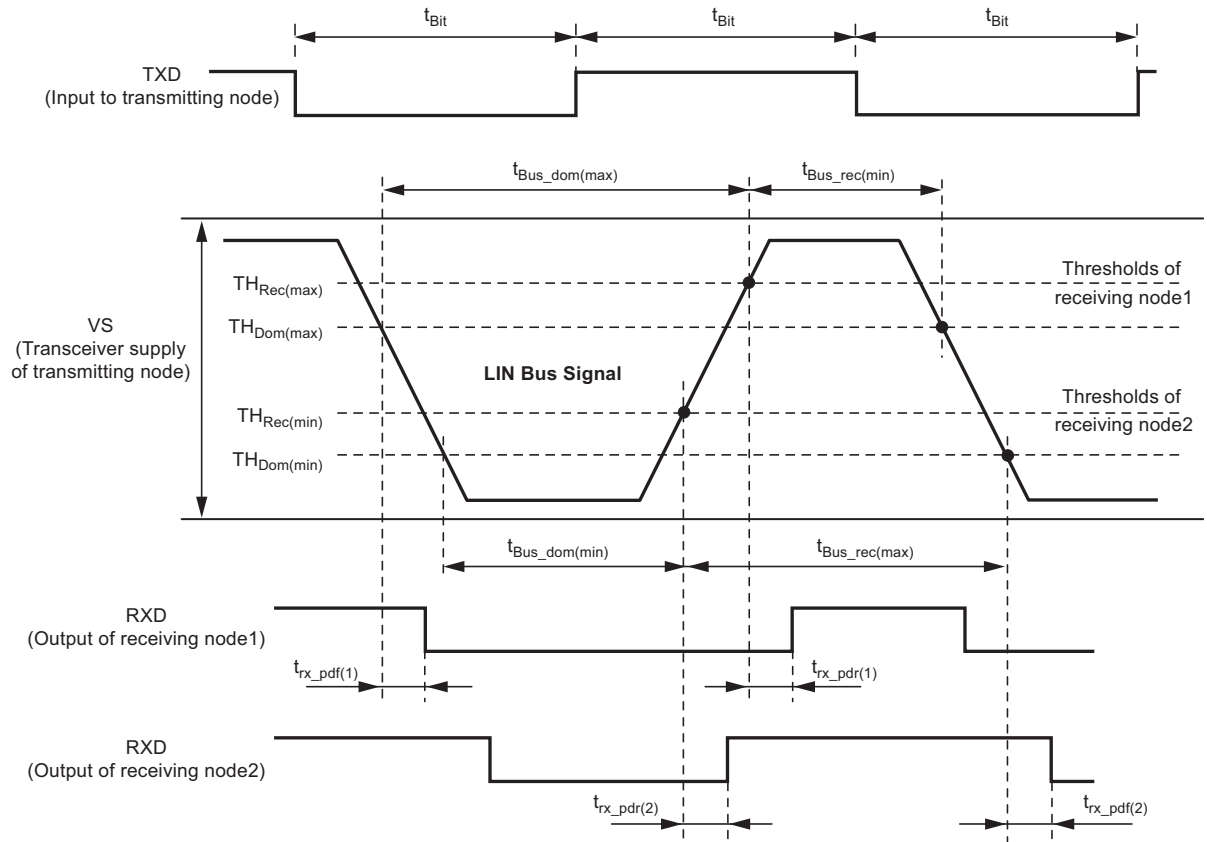 tBit tBit tBit
TXD
(Input to transmitting node)
tBus_dom(max) tBus_rec(min)
THRec(max)
THDom(max)
Thresholds of
receiving node1
VS
(Transceiver supply
of transmitting node)
LIN Bus Signal
THRec(min)
THDom(min)
Thresholds of
receiving node2
tBus_dom(min) tBus_rec(max)
RXD
(Output of receiving node1)
trx_pdf(1) trx_pdr(1)
RXD
(Output of receiving node2)
trx_pdr(2) trx_pdf(2)